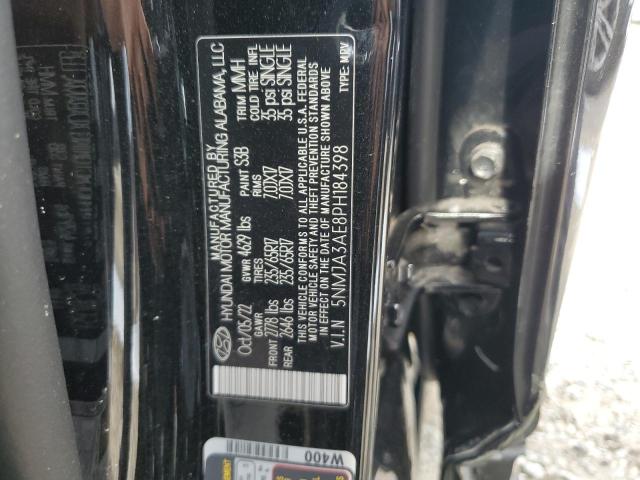 MANUFACTURED BY
HYUNDAI MOTOR MANUFACTURING ALABAMA, LLC
Oct/05/22 GVWR 4629 lbs PAINT S3B TRIM MMH
GAWR TIRES RIMS COLD TIRE INFL
FRONT 2778 lbs 235/65R17 7.0JX17 35 psi SINGLE
REAR 2646 lbs 235/65R17 7.0JX17 35 psi SINGLE
THIS VEHICLE CONFORMS TO ALL APPLICABLE U.S.A. FEDERAL
MOTOR VEHICLE SAFETY AND THEFT PREVENTION STANDARDS
IN EFFECT ON THE DATE OF MANUFACTURE SHOWN ABOVE
V.I.N 5NMJA3AE8PH184398 TYPE: MPV
W400